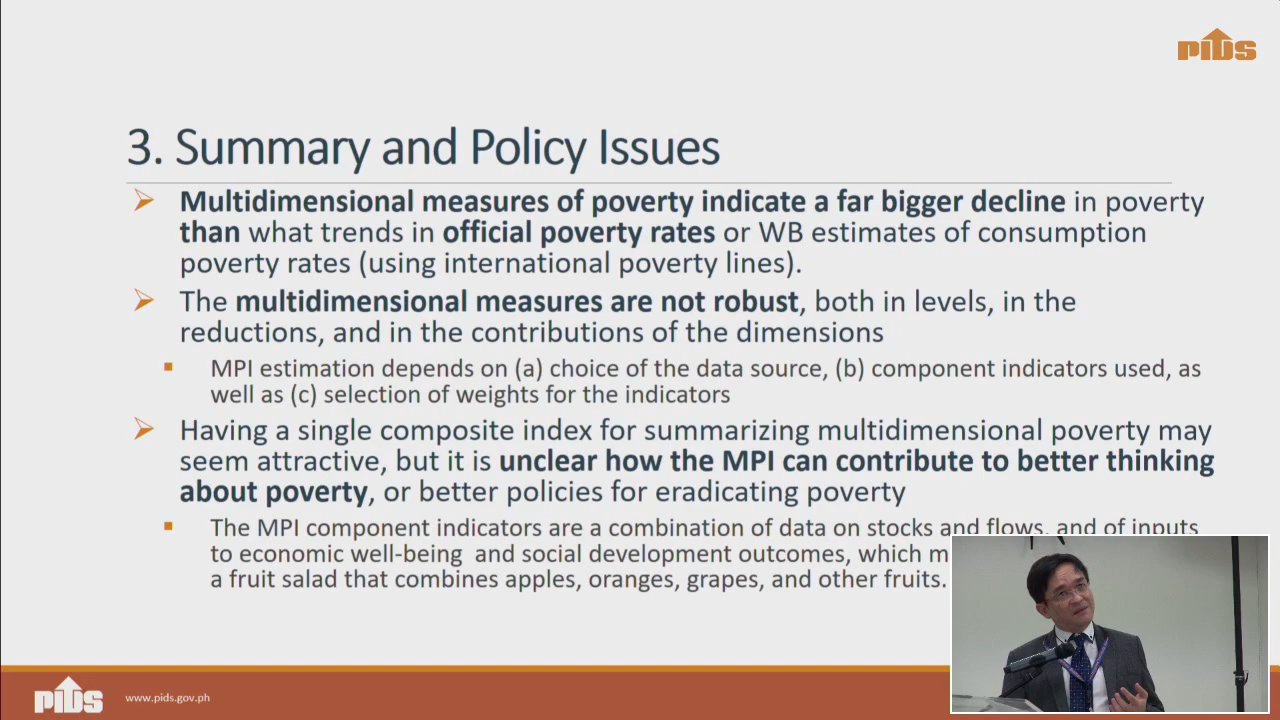 PIDS
3. Summary and Policy Issues
Multidimensional measures of poverty indicate a far bigger decline in poverty
than what trends in official poverty rates or WB estimates of consumption
poverty rates (using international poverty lines).
The multidimensional measures are not robust, both in levels, in the
reductions, and in the contributions of the dimensions
MPI estimation depends on (a) choice of the data source, (b) component indicators used, as
well as (c) selection of weights for the indicators
Having a single composite index for summarizing multidimensional poverty may
seem attractive, but it is unclear how the MPI can contribute to better thinking
about poverty, or better policies for eradicating poverty
The MPI component indicators are a combination of data on stocks and flows, and of inputs
to economic well-being and social development outcomes, which
a fruit salad that combines apples, oranges, grapes, and other fruits.
PIDS
www.pids.gov.ph